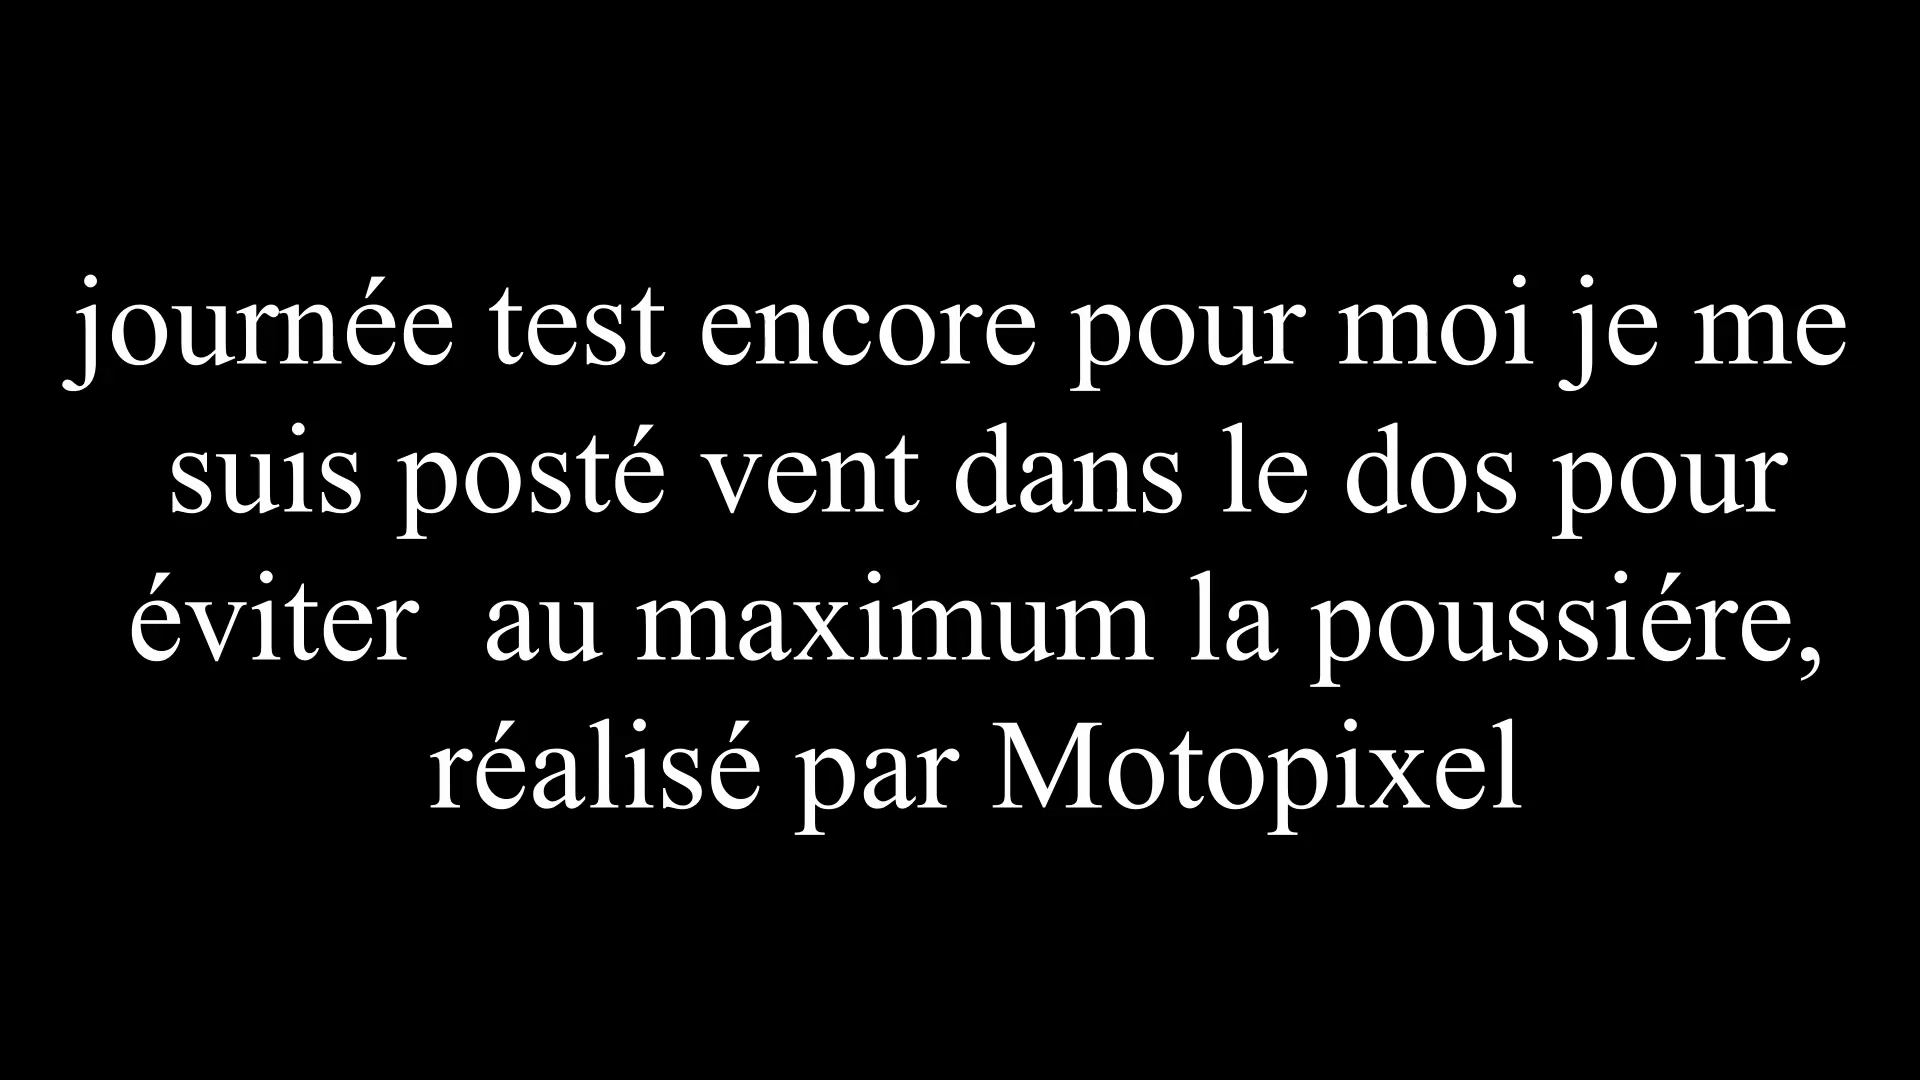 journée test encore pour moi je me
suis posté vent dans le dos pour
éviter  au maximum la poussiére,
réalisé par Motopixel